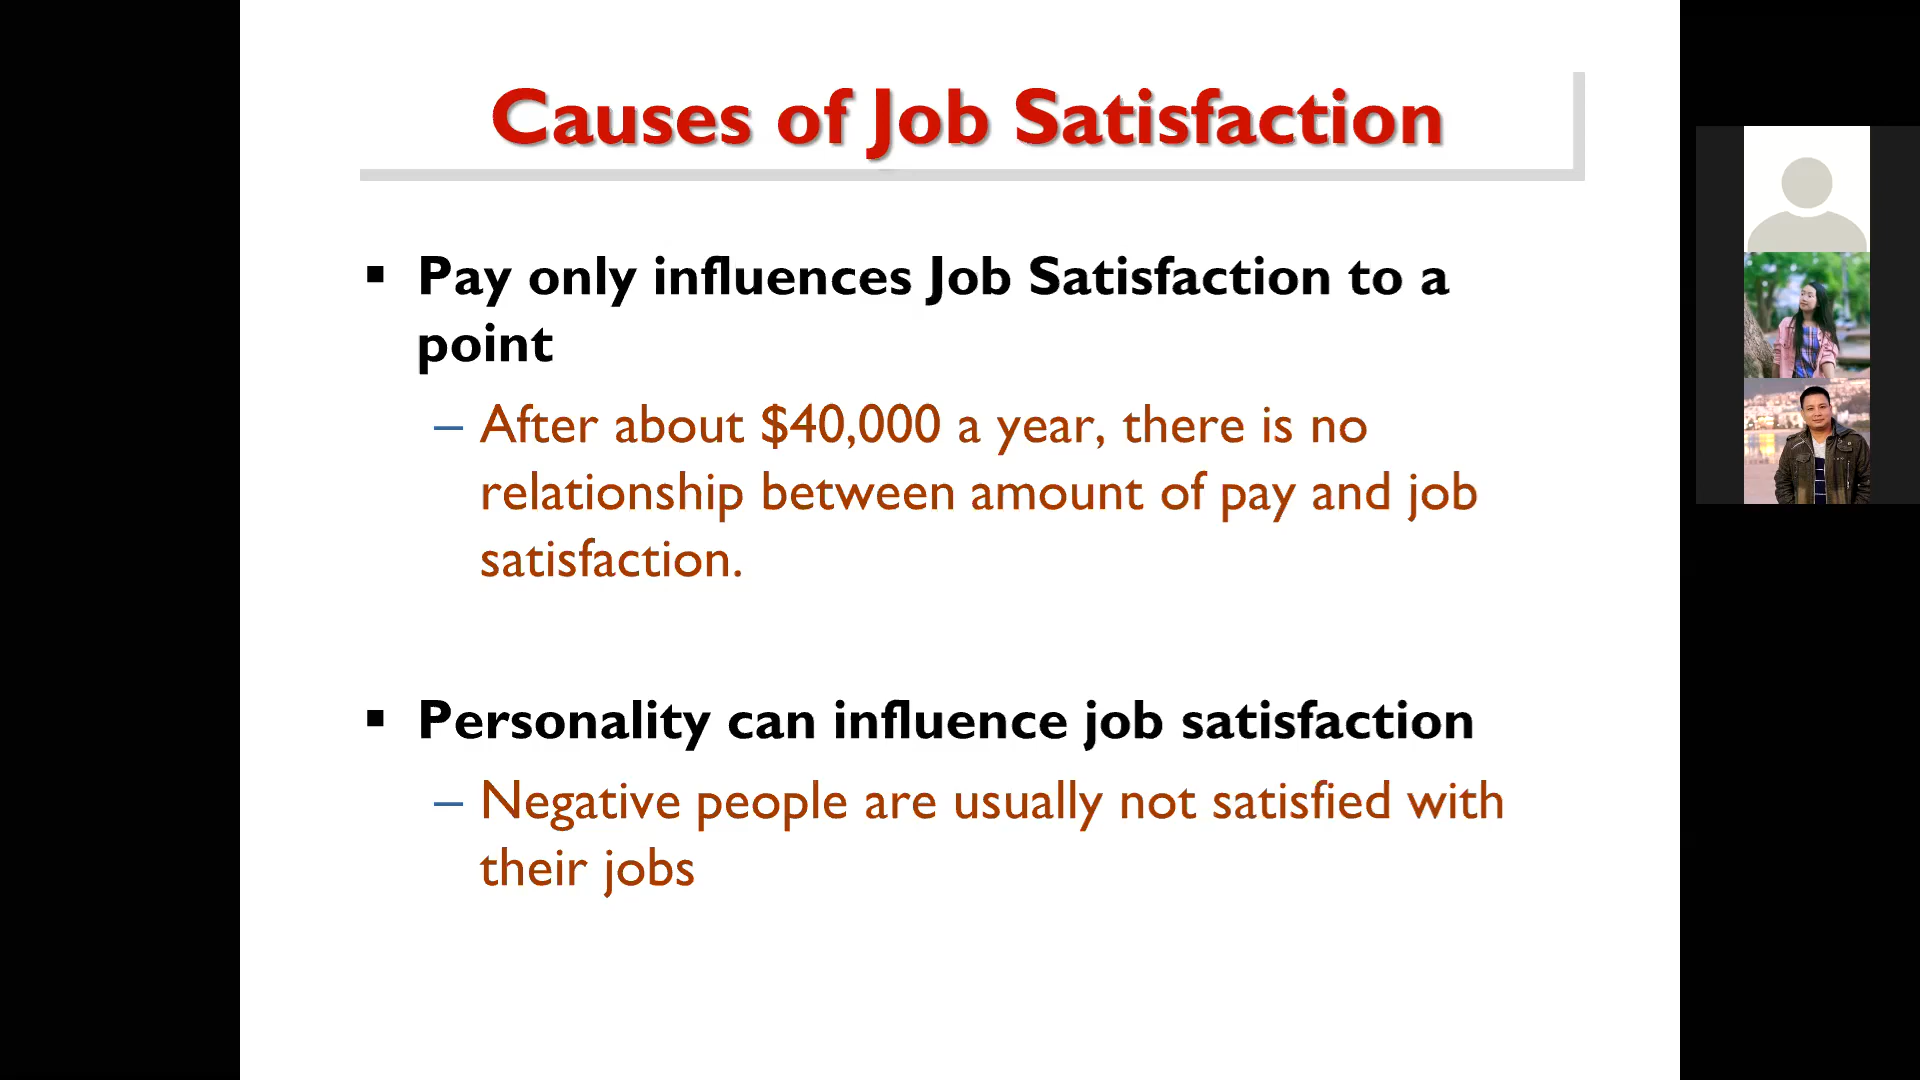 Causes of Job Satisfaction
▪ Pay only influences Job Satisfaction to a
point
– After about $40,000 a year, there is no
relationship between amount of pay and job
satisfaction.
▪ Personality can influence job satisfaction
– Negative people are usually not satisfied with
their jobs